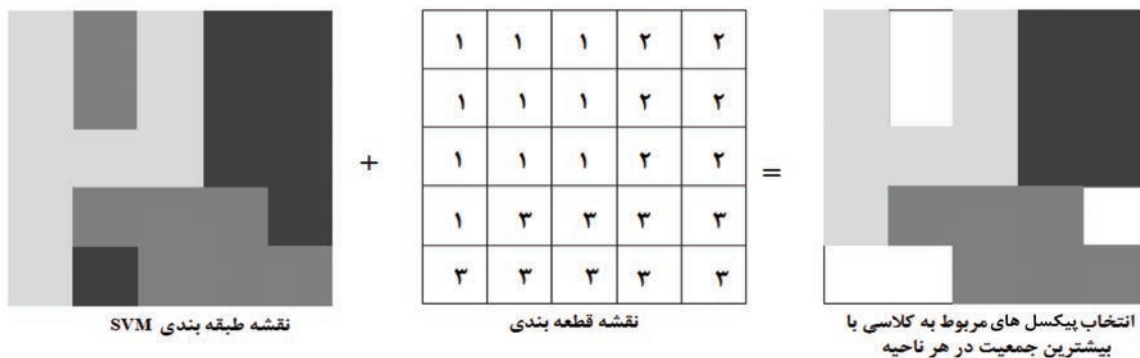 ۱ ۱ ۱ ۲ ۲
۱ ۱ ۱ ۲ ۲
+ ۱ ۱ ۱ ۲ ۲ =
۱ ۳ ۳ ۳ ۳
۳ ۳ ۳ ۳ ۳
نقشه طبقه بندی SVM
نقشه قطعه بندی
انتخاب پیکسل های مربوط به کلاسی با
بیشترین جمعیت در هر ناحیه